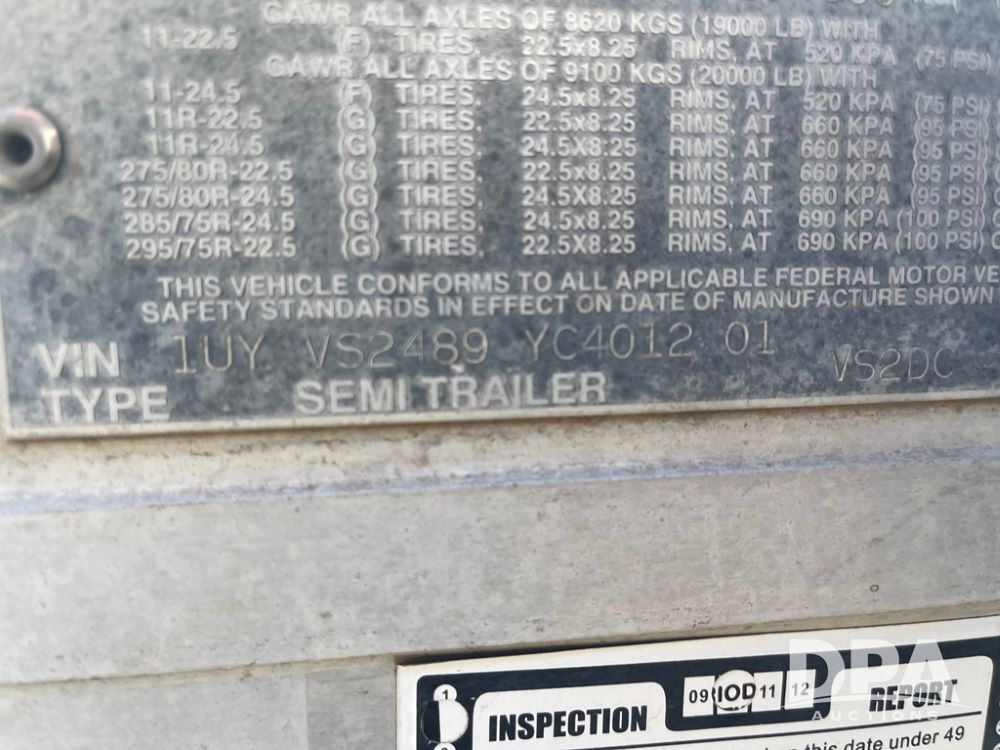 GAWR ALL AXLES OF 8620 KGS (19000 LB) WITH
11-22.5 (F) TIRES, 22.5x8.25 RIMS, AT 520 KPA (75 PSI)
GAWR ALL AXLES OF 9100 KGS (20000 LB) WITH
11-24.5 (F) TIRES, 24.5x8.25 RIMS, AT 520 KPA (75 PSI)
11R-22.5 (G) TIRES, 22.5x8.25 RIMS, AT 660 KPA (95 PSI)
11R-24.5 (G) TIRES, 24.5X8.25 RIMS, AT 660 KPA (95 PSI)
275/80R-22.5 (G) TIRES, 22.5x8.25 RIMS, AT 660 KPA (95 PSI)
275/80R-24.5 (G) TIRES, 24.5X8.25 RIMS, AT 660 KPA (95 PSI)
285/75R-24.5 (G) TIRES, 24.5x8.25 RIMS, AT 690 KPA (100 PSI)
295/75R-22.5 (G) TIRES, 22.5X8.25 RIMS, AT 690 KPA (100 PSI)
THIS VEHICLE CONFORMS TO ALL APPLICABLE FEDERAL MOTOR VE
SAFETY STANDARDS IN EFFECT ON DATE OF MANUFACTURE SHOWN
VIN 1UY VS2489 YC4012 01 VS2DC
TYPE SEMI TRAILER
1 INSPECTION 09 IOD 11 12 REPORT
this date under 49
DPA
AUCTIONS